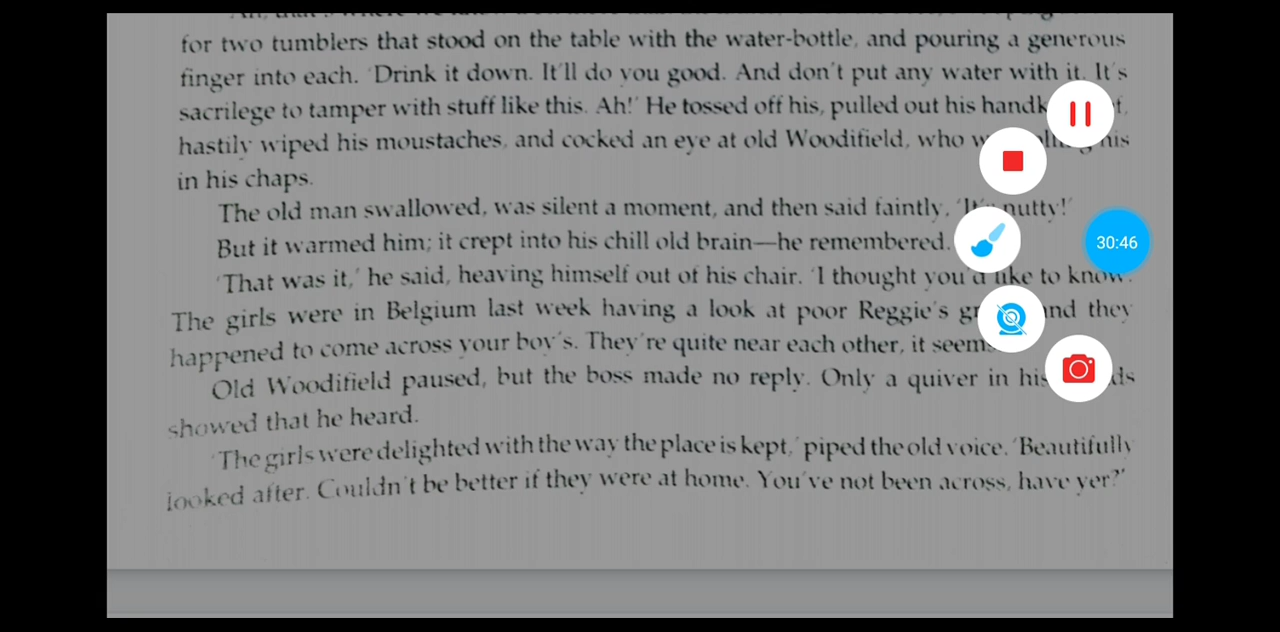 for two tumblers that stood on the table with the water-bottle, and pouring a generous
finger into each. 'Drink it down. It'll do you good. And don't put any water with it. It's
sacrilege to tamper with stuff like this. Ah!' He tossed off his, pulled out his
hastily wiped his moustaches, and cocked an eye at old Woodifield, who his
in his chaps.
The old man swallowed, was silent a moment, and then said faintly, 'It's nutty!'
But it warmed him; it crept into his chill old brain—he remembered.
30:46
'That was it,' he said, heaving himself out of his chair. 'I thought you'd like to know.
The girls were in Belgium last week having a look at poor Reggie's and they
happened to come across your boy's. They're quite near each other, it seems
Old Woodifield paused, but the boss made no reply. Only a quiver in his
showed that he heard.
'The girls were delighted with the way the place is kept,' piped the old voice. 'Beautifully
looked after. Couldn't be better if they were at home. You've not been across, have yer?'